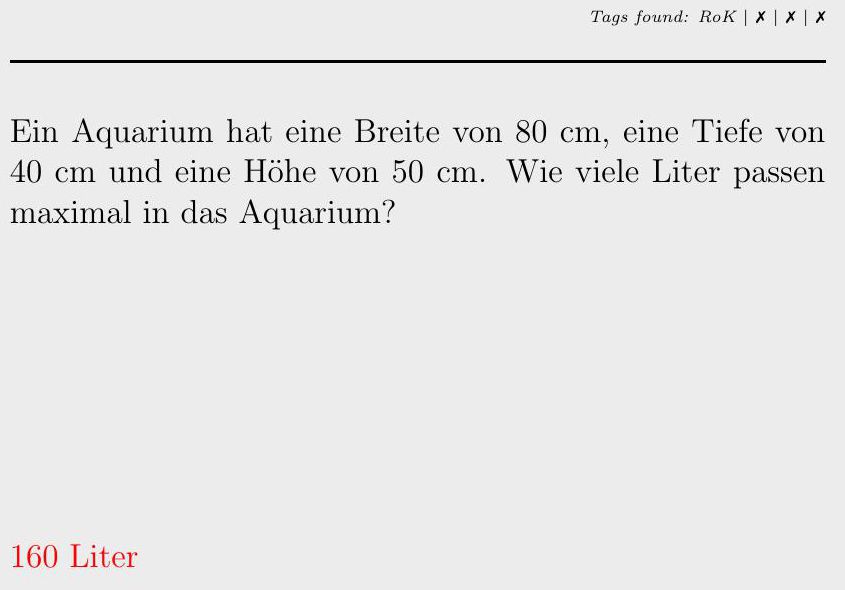 Tags found: RoK | ✗ | ✗ | ✗
Ein Aquarium hat eine Breite von 80 cm, eine Tiefe von
40 cm und eine Höhe von 50 cm. Wie viele Liter passen
maximal in das Aquarium?
160 Liter